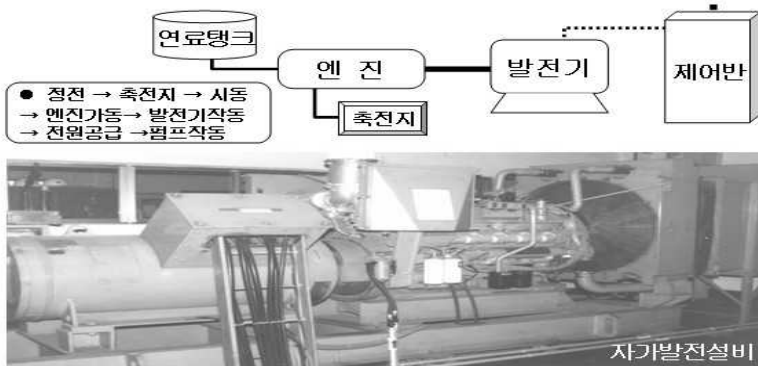 연료탱크
엔 진
발전기
제어반
축전지
● 정전 → 축전지 → 시동
→ 엔진가동→ 발전기작동
→ 전원공급 →펌프작동
자가발전설비